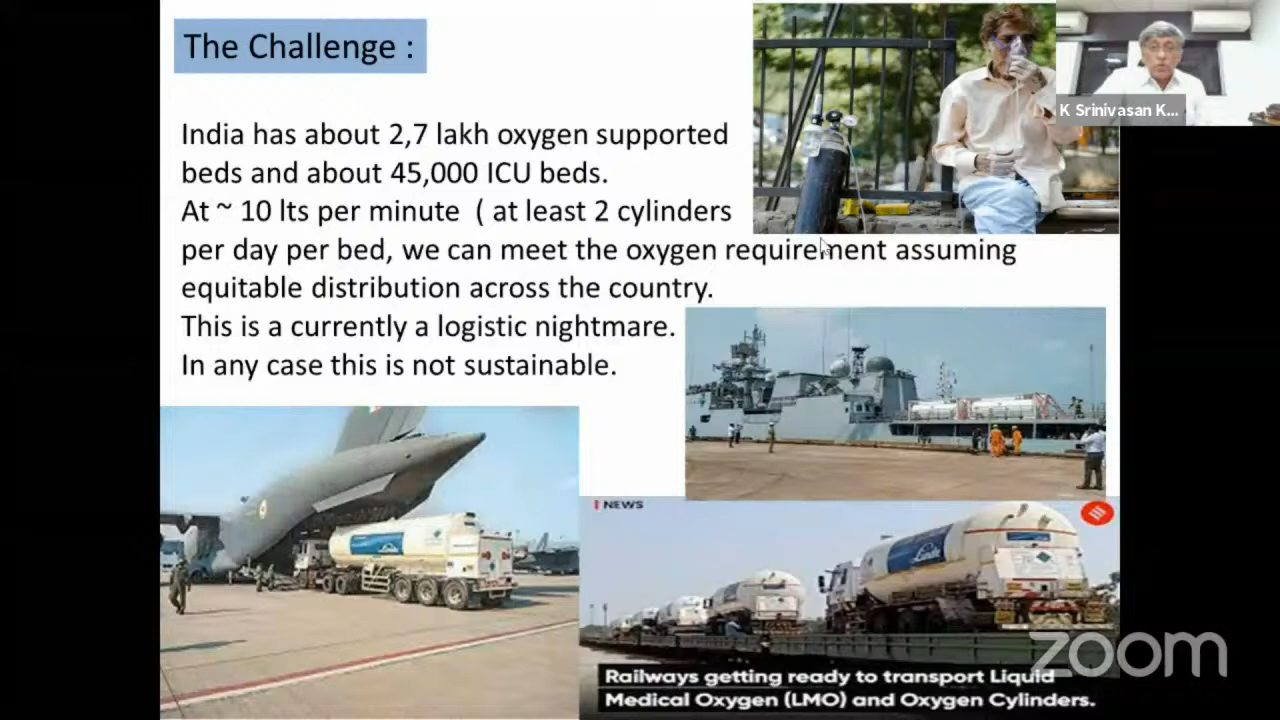 The Challenge :
K Srinivasan K...
India has about 2,7 lakh oxygen supported
beds and about 45,000 ICU beds.
At ~ 10 lts per minute ( at least 2 cylinders
per day per bed, we can meet the oxygen requirement assuming
equitable distribution across the country.
This is a currently a logistic nightmare.
In any case this is not sustainable.
NEWS
Linde
zoom
Railways getting ready to transport Liquid
Medical Oxygen (LMO) and Oxygen Cylinders.